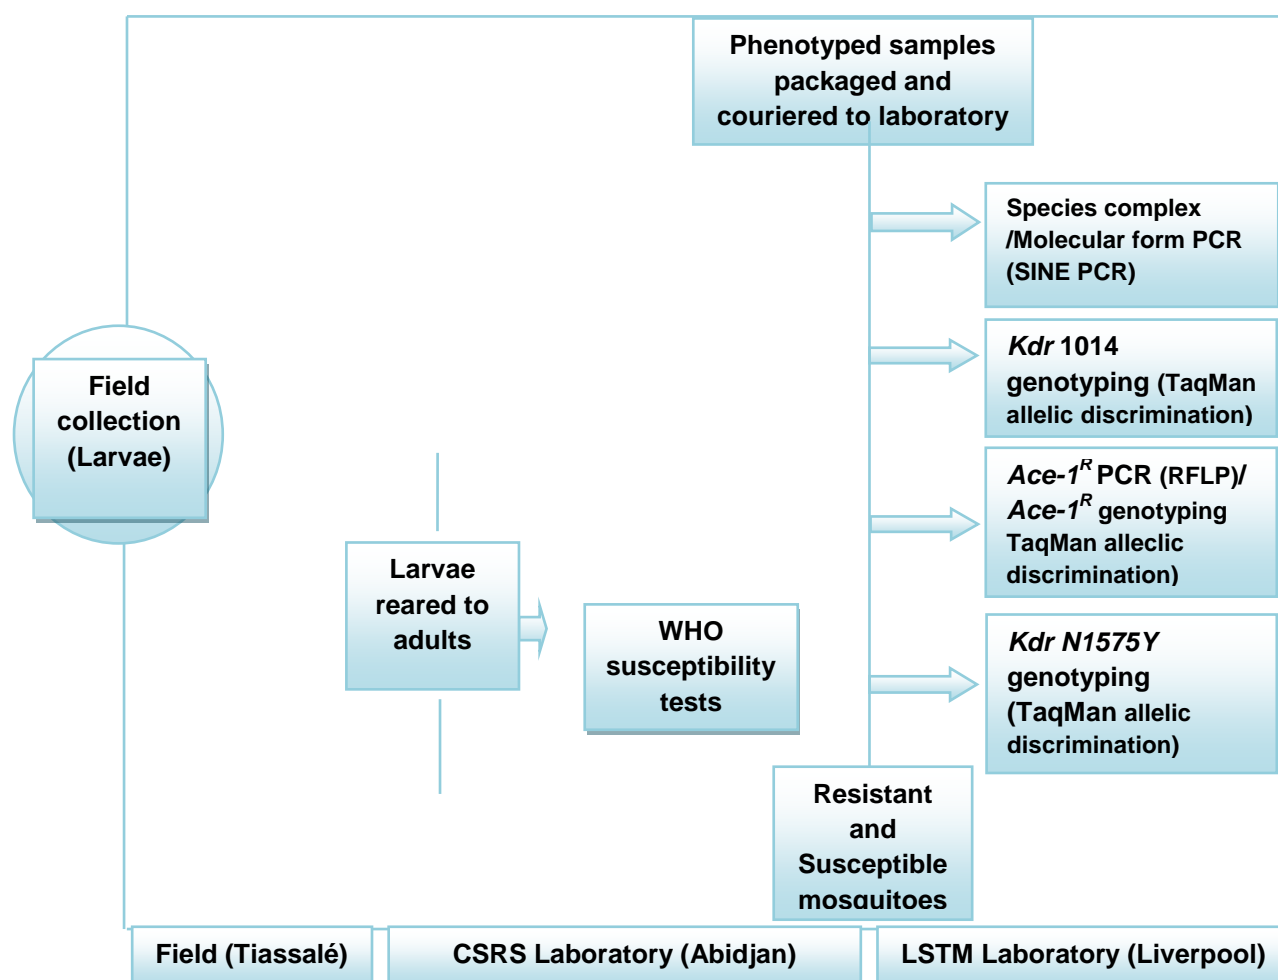 Phenotyped samples
packaged and
couriered to laboratory
Species complex
/Molecular form PCR
(SINE PCR)
Kdr 1014
genotyping (TaqMan
allelic discrimination)
Field
collection
(Larvae)
Ace-1R PCR (RFLP)/
Ace-1R genotyping
TaqMan alleclic
discrimination)
Larvae
reared to
adults
WHO
susceptibility
tests
Kdr N1575Y
genotyping
(TaqMan allelic
discrimination)
Resistant
and
Susceptible
mosquitoes
Field (Tiassalé)
CSRS Laboratory (Abidjan)
LSTM Laboratory (Liverpool)